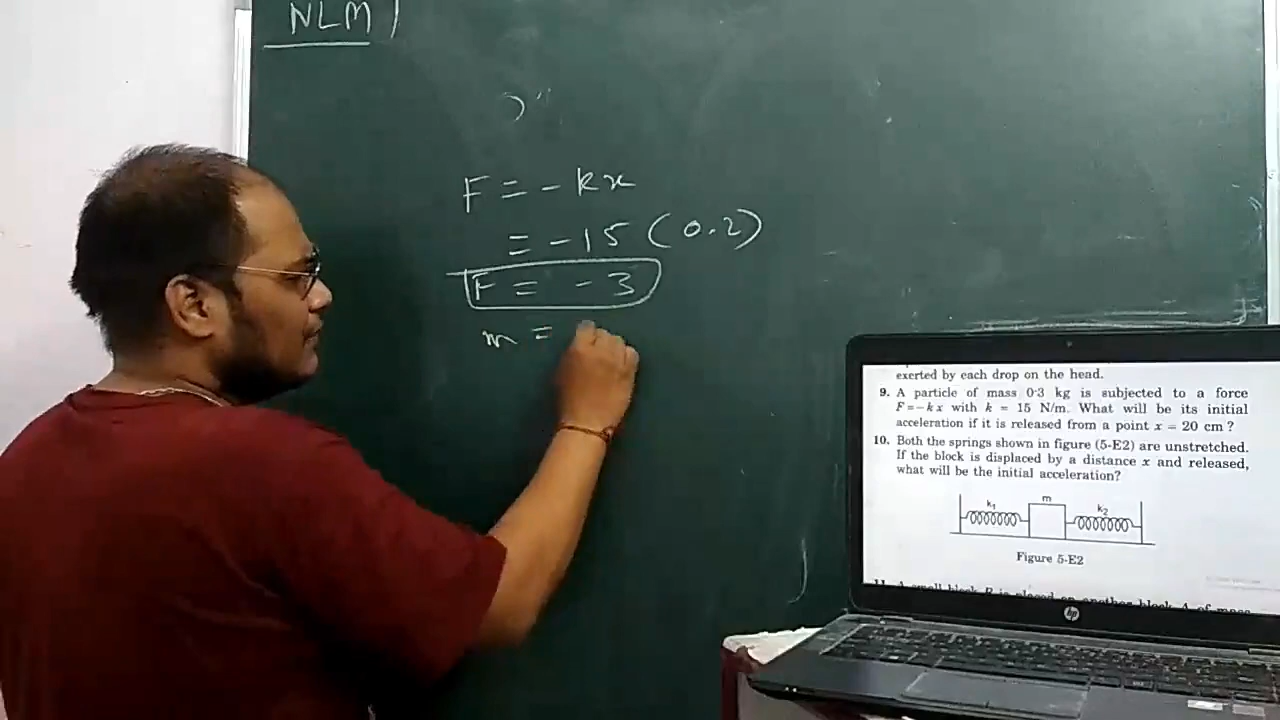 NLM
F = - kx
= - 15 (0.2)
F = - 3
m =
exerted by each drop on the head.
9. A particle of mass 0·3 kg is subjected to a force
F=-kx with k = 15 N/m. What will be its initial
acceleration if it is released from a point x = 20 cm ?
10. Both the springs shown in figure (5-E2) are unstretched.
If the block is displaced by a distance x and released,
what will be the initial acceleration?
k1 m k2
Figure 5-E2
hp